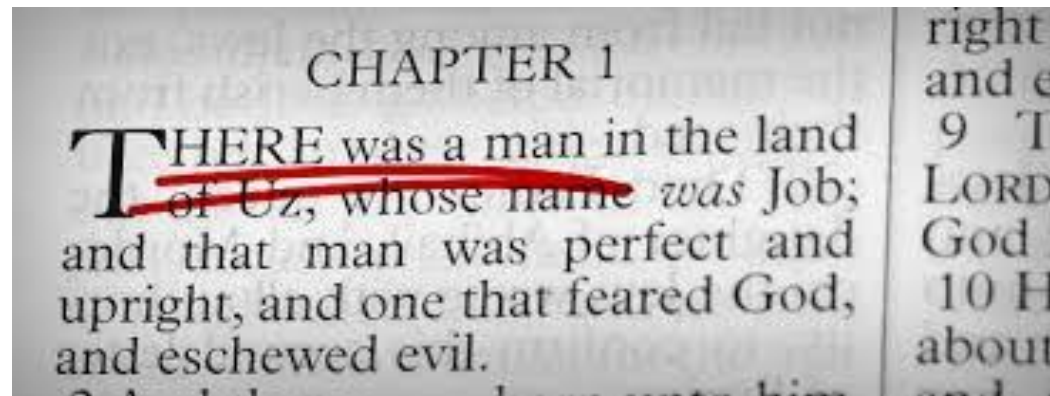 CHAPTER 1
THERE was a man in the land
of Uz, whose name was Job;
and that man was perfect and
upright, and one that feared God,
and eschewed evil.
right
and
9
LORD
God
10
about